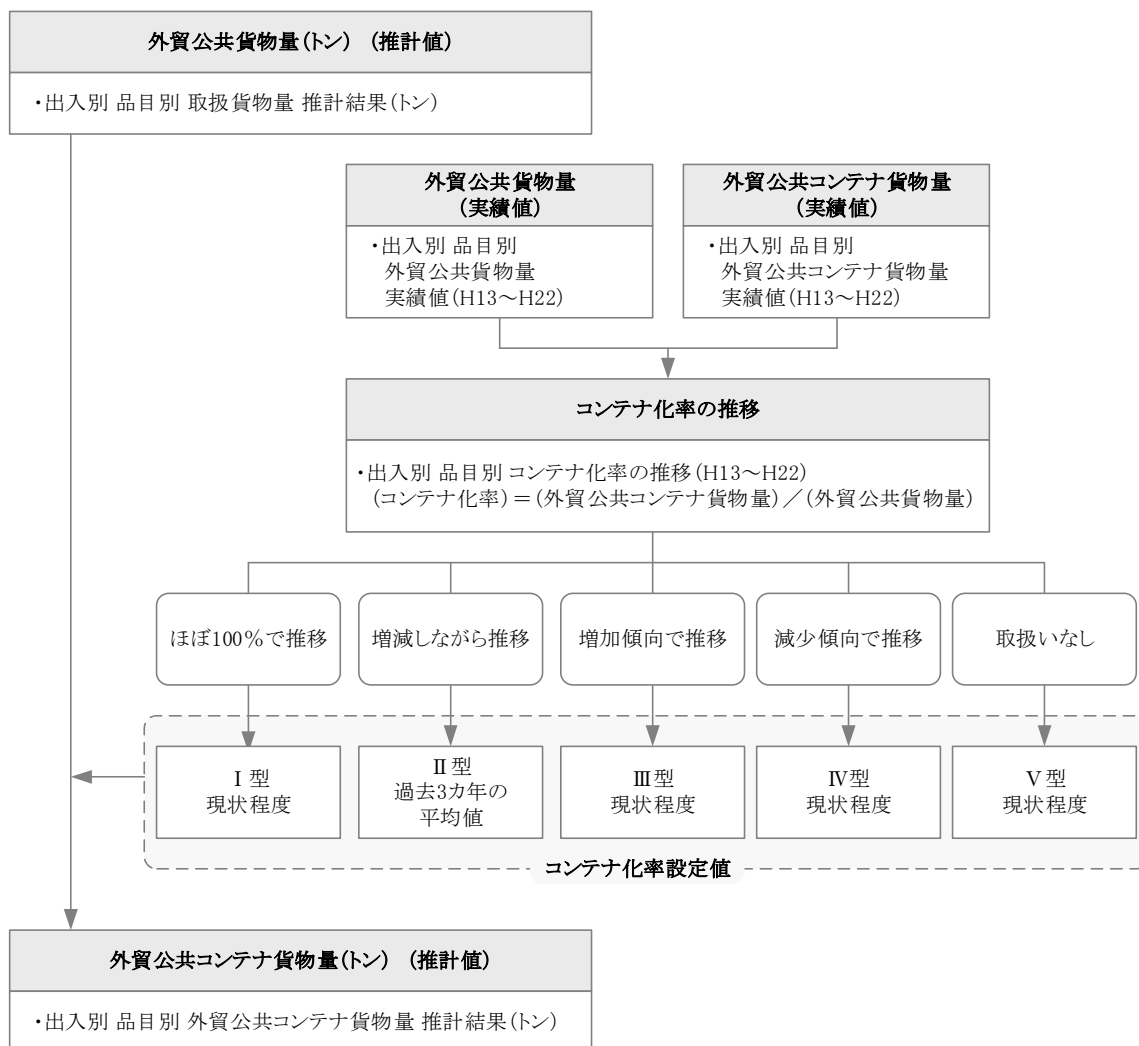 外貿公共貨物量(トン) (推計値)
・出入別 品目別 取扱貨物量 推計結果(トン)
外貿公共貨物量
(実績値)
・出入別 品目別
外貿公共貨物量
実績値(H13～H22)
外貿公共コンテナ貨物量
(実績値)
・出入別 品目別
外貿公共コンテナ貨物量
実績値(H13～H22)
コンテナ化率の推移
・出入別 品目別 コンテナ化率の推移(H13～H22)
(コンテナ化率)＝(外貿公共コンテナ貨物量)／(外貿公共貨物量)
ほぼ100%で推移
増減しながら推移
増加傾向で推移
減少傾向で推移
取扱いなし
Ⅰ型
現状程度
Ⅱ型
過去3カ年の
平均値
Ⅲ型
現状程度
Ⅳ型
現状程度
Ⅴ型
現状程度
コンテナ化率設定値
外貿公共コンテナ貨物量(トン) (推計値)
・出入別 品目別 外貿公共コンテナ貨物量 推計結果(トン)